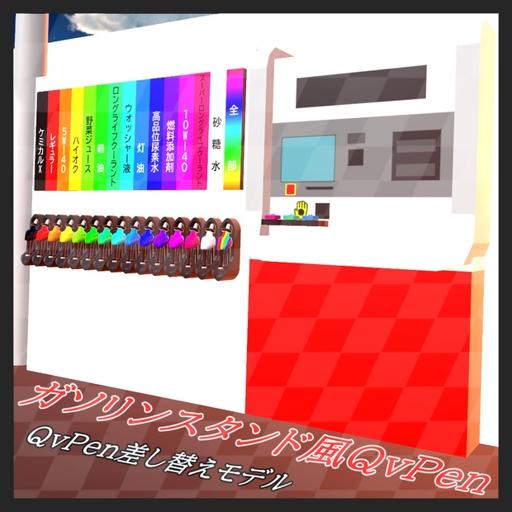 ケミカルX
レギュラー
5W-40
ハイオク
野菜ジュース
軽油
ロングライフクーラント
ウォッシャー液
灯油
高品位尿素水
燃料添加剤
10W-40
スーパーロングライフクーラント
砂糖水
全部
ガソリンスタンド風QvPen
QvPen差し替えモデル